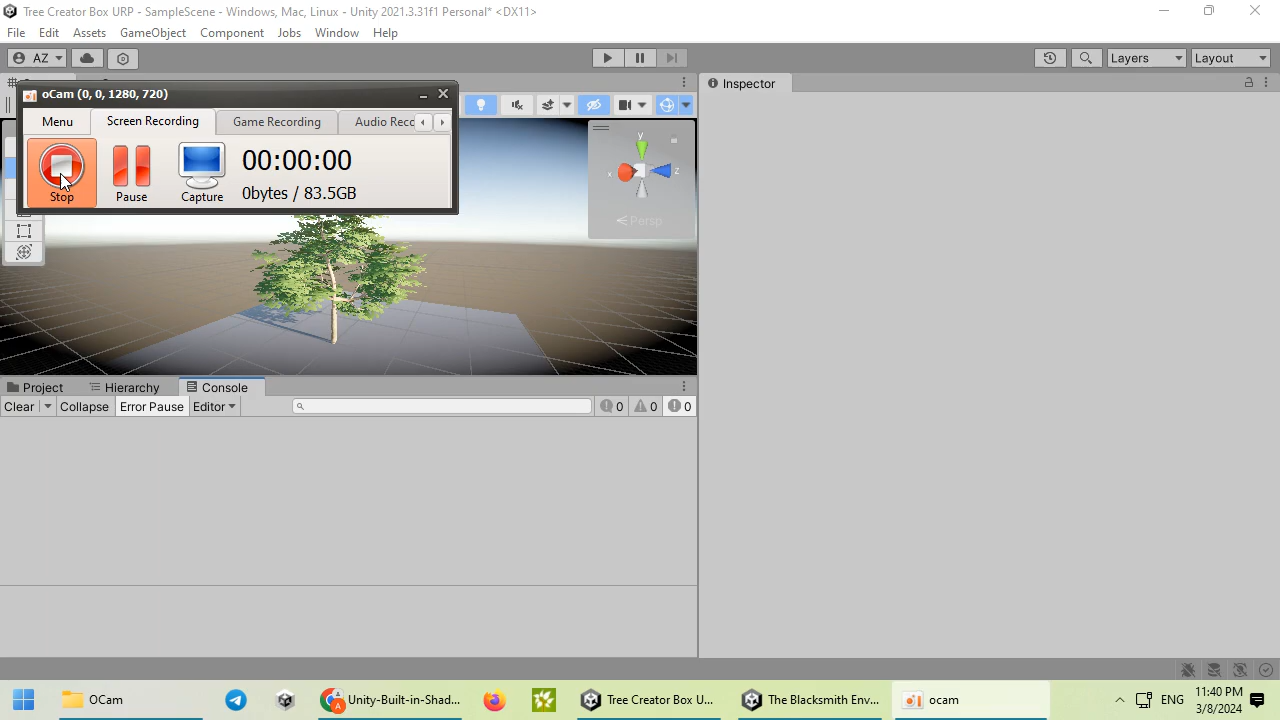 Tree Creator Box URP - SampleScene - Windows, Mac, Linux - Unity 2021.3.31f1 Personal* <DX11>
File Edit Assets GameObject Component Jobs Window Help
AZ Layers Layout
Inspector
oCam (0, 0, 1280, 720)
Menu Screen Recording Game Recording Audio Reco
Stop Pause Capture
00:00:00
0bytes / 83.5GB
y
x z
Persp
Project Hierarchy Console
Clear Collapse Error Pause Editor 0 0 0
OCam Unity-Built-in-Shad... Tree Creator Box U... The Blacksmith Env... ocam ENG
11:40 PM
3/8/2024